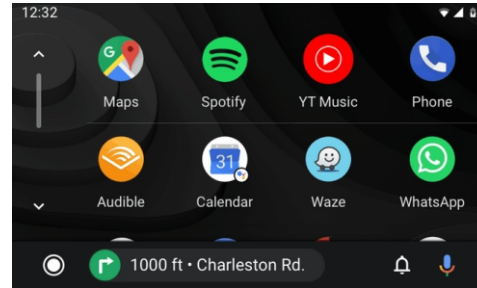 12:32
G
Maps Spotify YT Music Phone
31
Audible Calendar Waze WhatsApp
1000 ft • Charleston Rd.